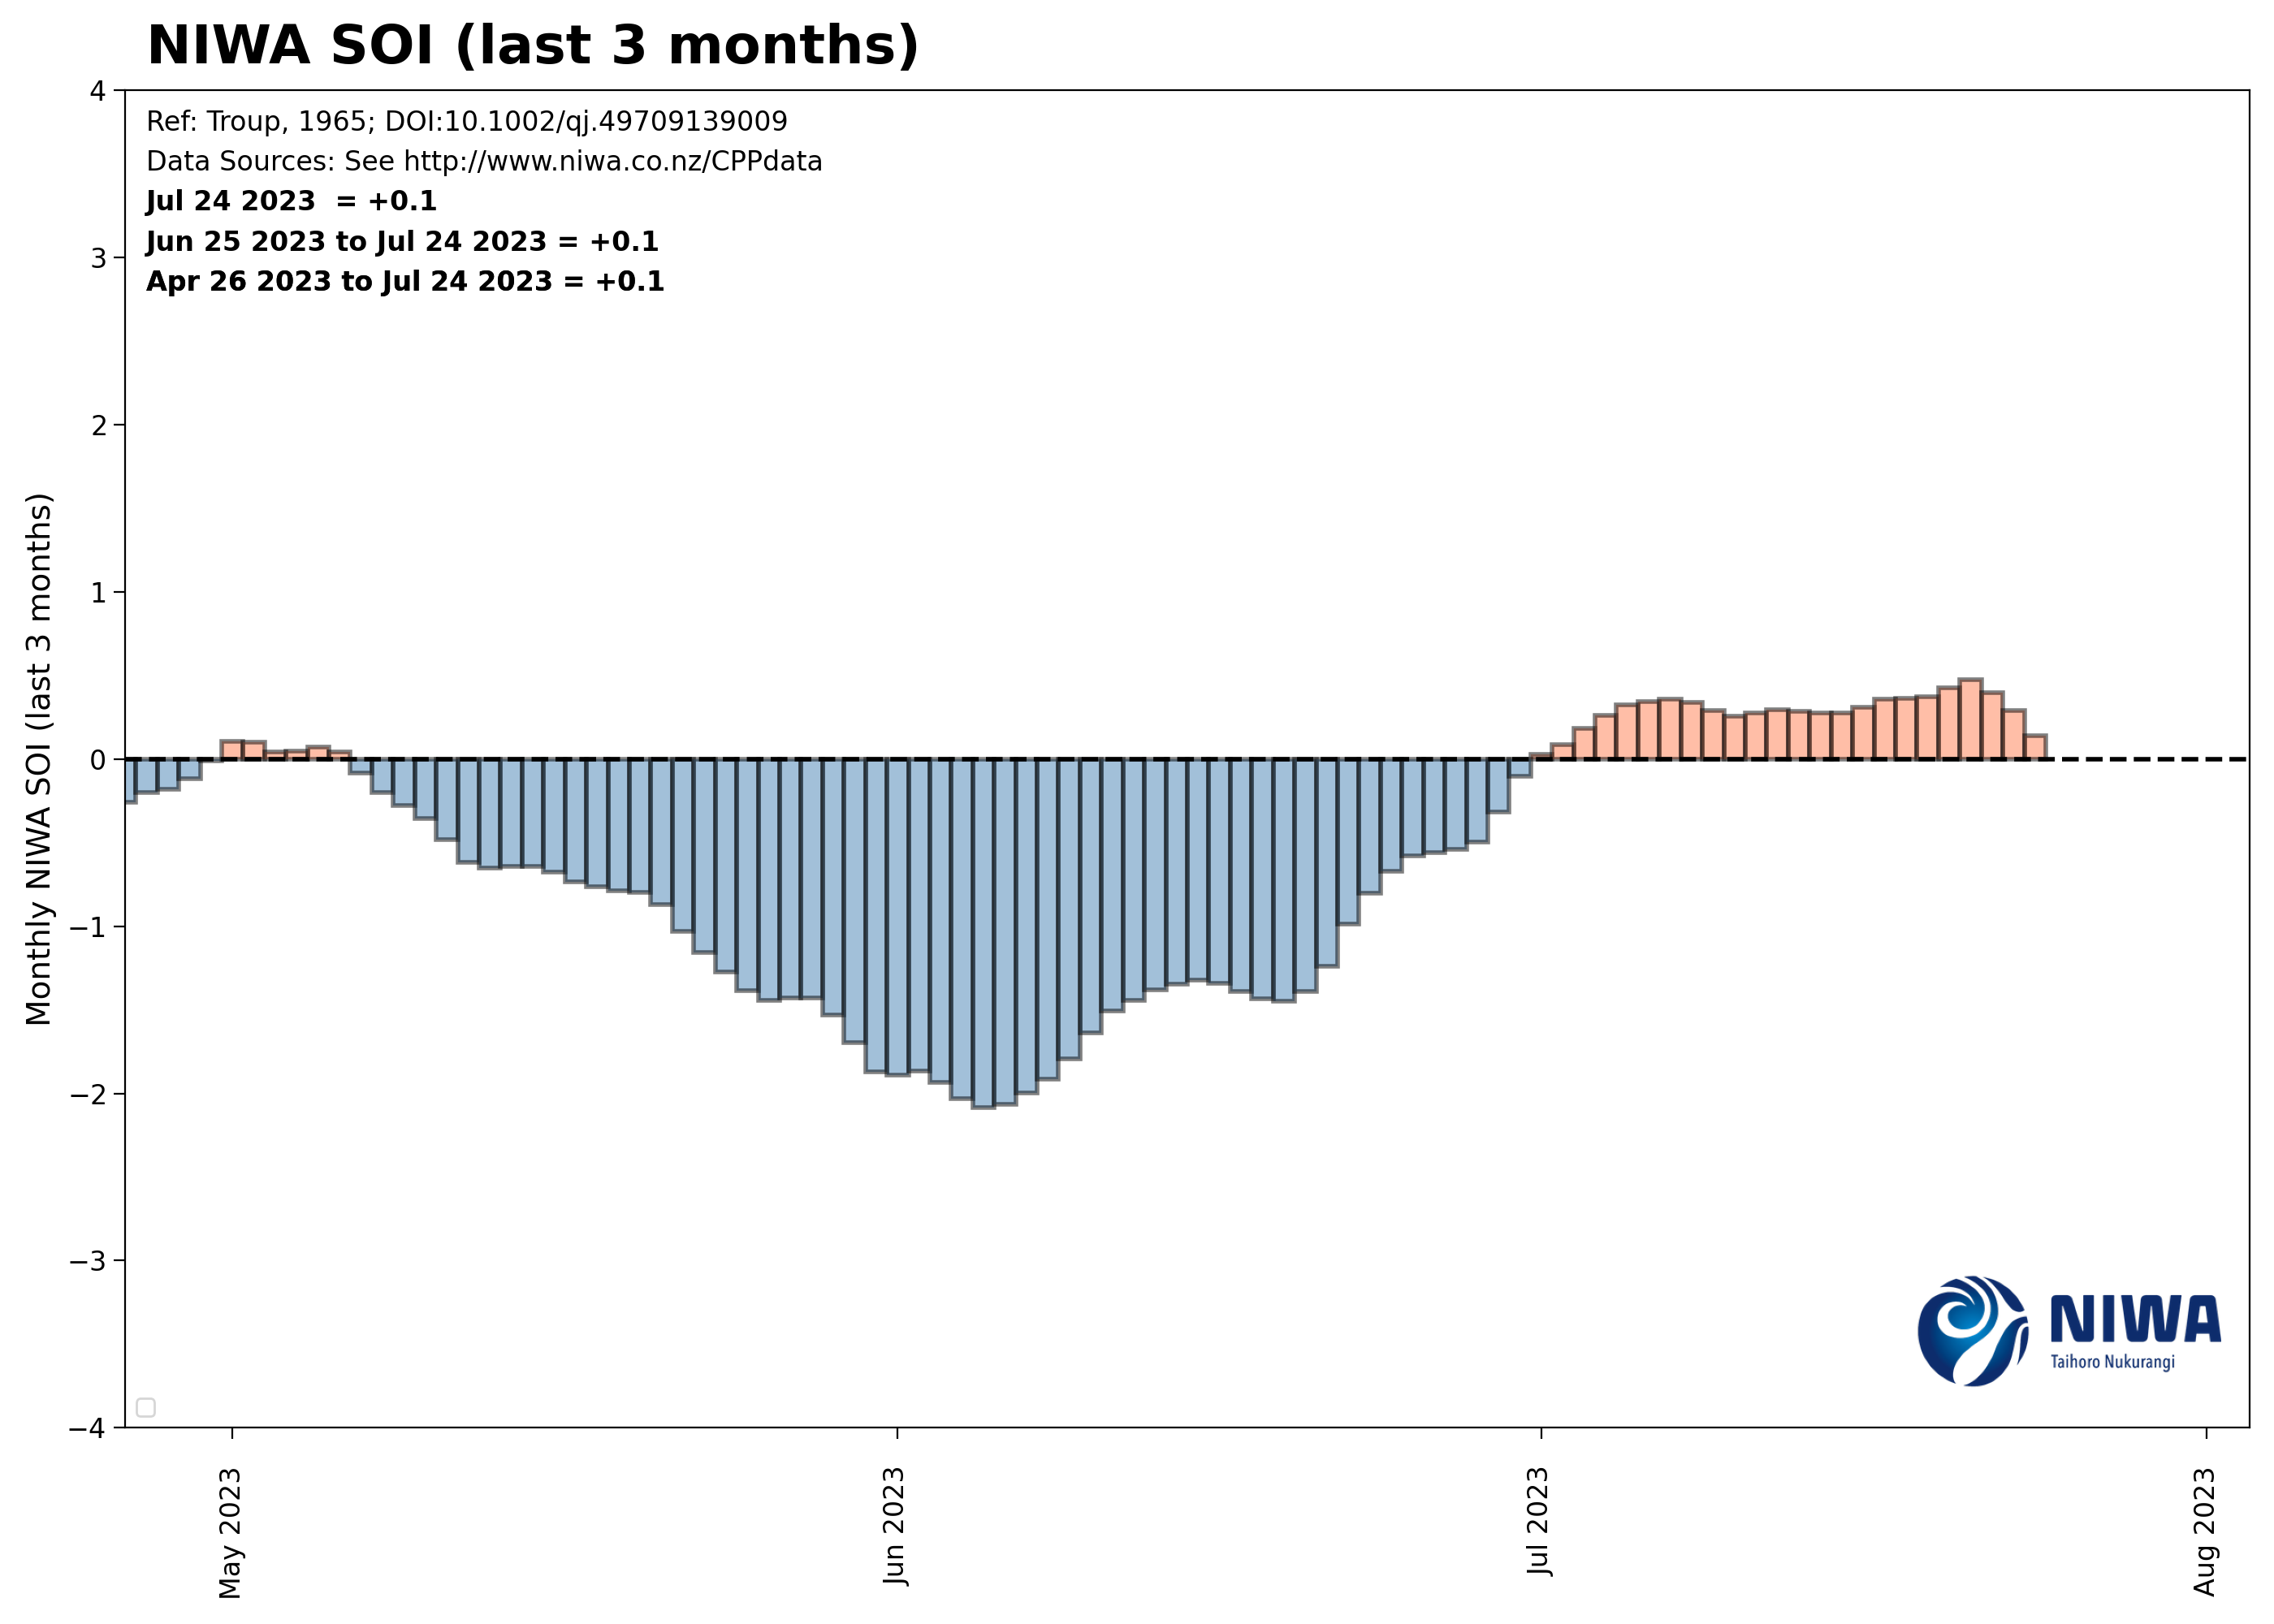 NIWA SOI (last 3 months)
Ref: Troup, 1965; DOI:10.1002/qj.49709139009
Data Sources: See http://www.niwa.co.nz/CPPdata
Jul 24 2023  = +0.1
Jun 25 2023 to Jul 24 2023 = +0.1
Apr 26 2023 to Jul 24 2023 = +0.1
Monthly NIWA SOI (last 3 months)
4
3
2
1
0
−1
−2
−3
−4
May 2023
Jun 2023
Jul 2023
Aug 2023
NIWA
Taihoro Nukurangi